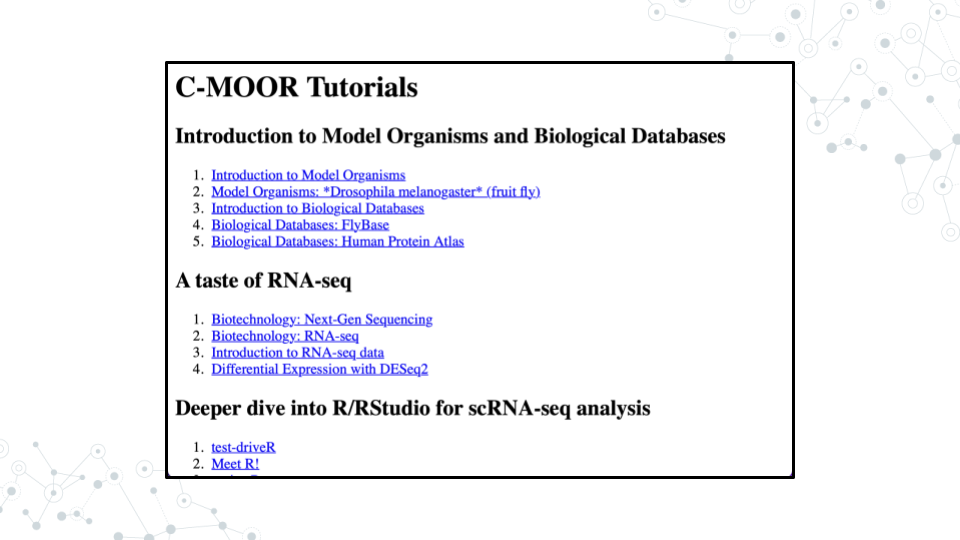 C-MOOR Tutorials
Introduction to Model Organisms and Biological Databases
1. Introduction to Model Organisms
2. Model Organisms: *Drosophila melanogaster* (fruit fly)
3. Introduction to Biological Databases
4. Biological Databases: FlyBase
5. Biological Databases: Human Protein Atlas
A taste of RNA-seq
1. Biotechnology: Next-Gen Sequencing
2. Biotechnology: RNA-seq
3. Introduction to RNA-seq data
4. Differential Expression with DESeq2
Deeper dive into R/RStudio for scRNA-seq analysis
1. test-driveR
2. Meet R!